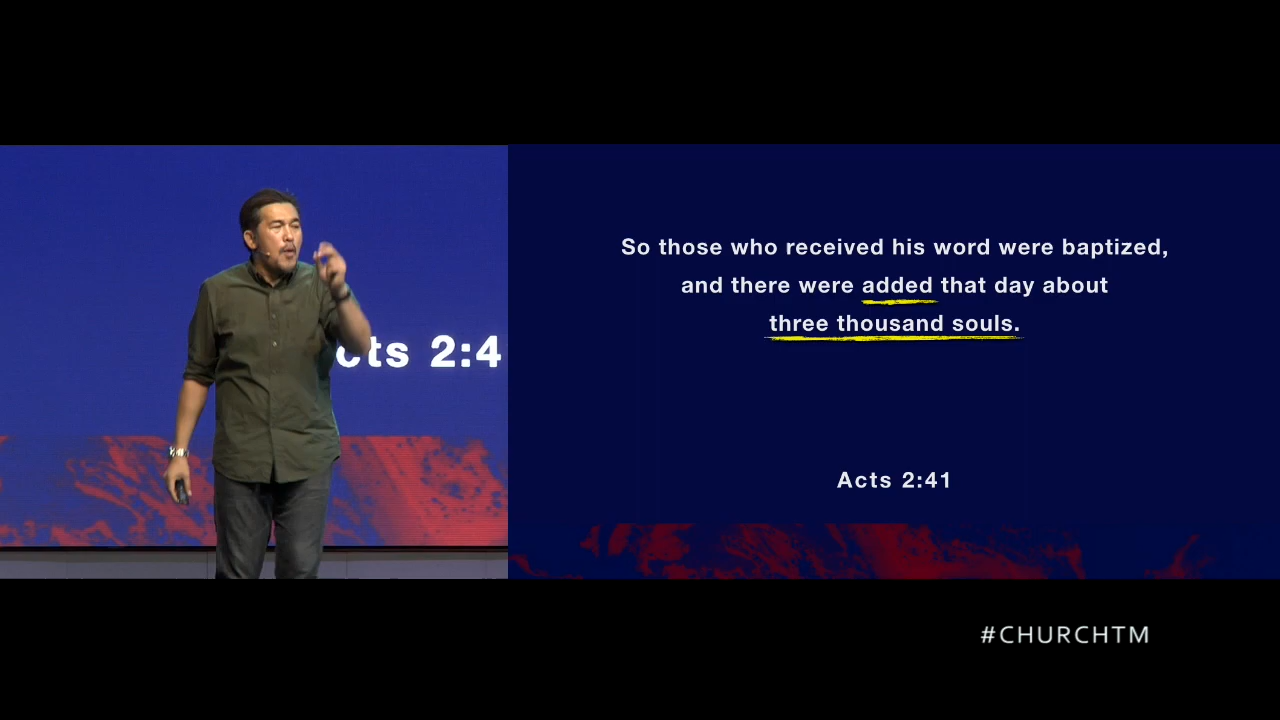 cts 2:4
So those who received his word were baptized,
and there were added that day about
three thousand souls.
Acts 2:41
#CHURCHTM